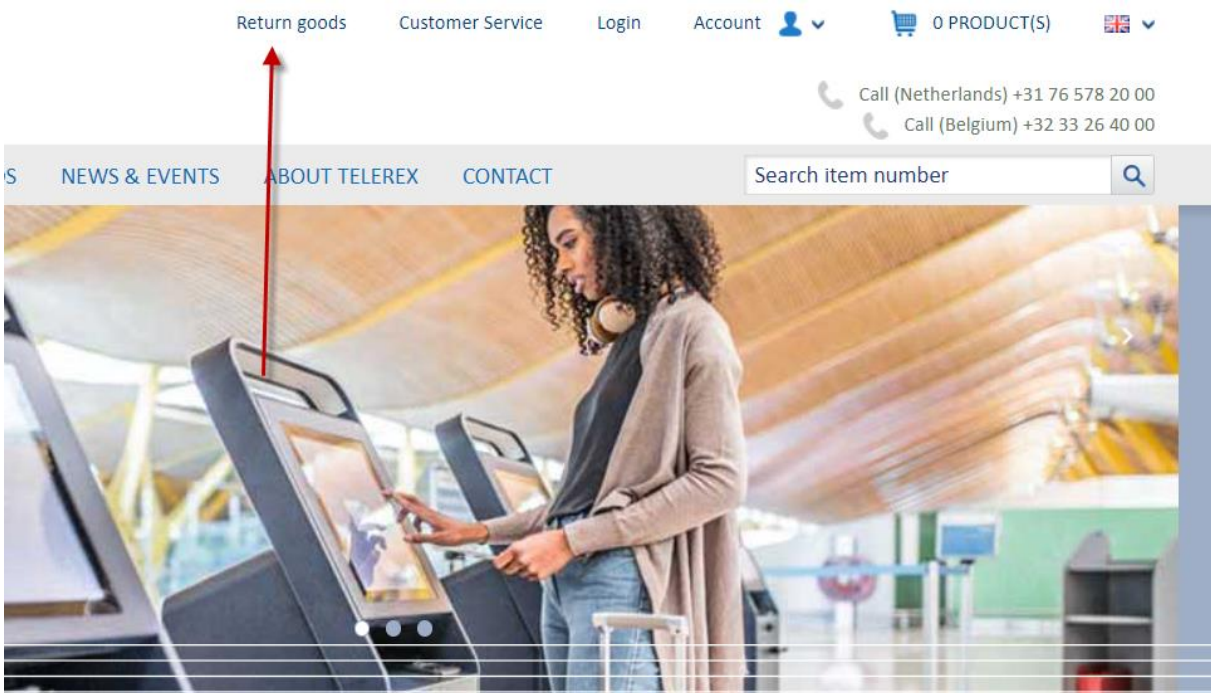 Return goods Customer Service Login Account 0 PRODUCT(S)
Call (Netherlands) +31 76 578 20 00
Call (Belgium) +32 33 26 40 00
NEWS & EVENTS ABOUT TELEREX CONTACT Search item number